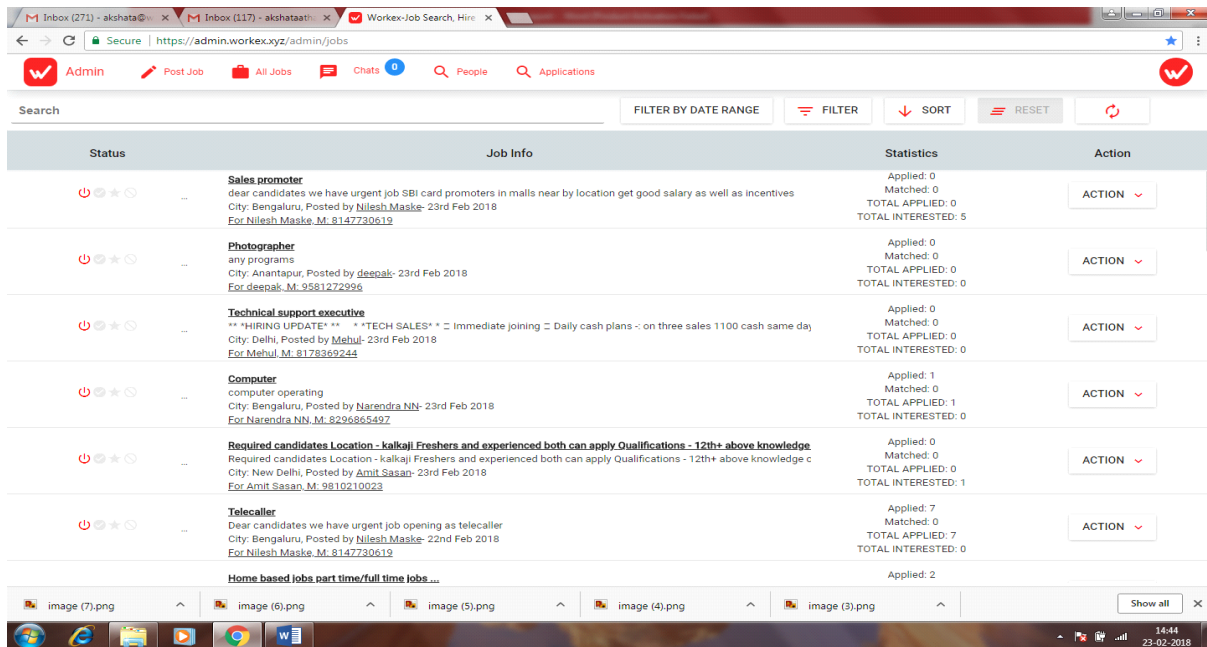 Inbox (271) - akshata@w
Inbox (117) - akshataath
Workex-Job Search, Hire
Secure | https://admin.workex.xyz/admin/jobs
Admin Post Job All Jobs Chats 0 People Applications
Search FILTER BY DATE RANGE FILTER SORT RESET
Status Job Info Statistics Action
Sales promoter
dear candidates we have urgent job SBI card promoters in malls near by location get good salary as well as incentives
City: Bengaluru, Posted by Nilesh Maske- 23rd Feb 2018
For Nilesh Maske, M: 8147730619
Applied: 0
Matched: 0
TOTAL APPLIED: 0
TOTAL INTERESTED: 5
ACTION
...
Photographer
any programs
City: Anantapur, Posted by deepak- 23rd Feb 2018
For deepak, M: 9581272996
Applied: 0
Matched: 0
TOTAL APPLIED: 0
TOTAL INTERESTED: 0
ACTION
...
Technical support executive
** *HIRING UPDATE* ** * *TECH SALES* * Immediate joining Daily cash plans -: on three sales 1100 cash same day
City: Delhi, Posted by Mehul- 23rd Feb 2018
For Mehul, M: 8178369244
Applied: 0
Matched: 0
TOTAL APPLIED: 0
TOTAL INTERESTED: 0
ACTION
...
Computer
computer operating
City: Bengaluru, Posted by Narendra NN- 23rd Feb 2018
For Narendra NN, M: 8296865497
Applied: 1
Matched: 0
TOTAL APPLIED: 1
TOTAL INTERESTED: 0
ACTION
...
Required candidates Location - kalkaji Freshers and experienced both can apply Qualifications - 12th+ above knowledge
Required candidates Location - kalkaji Freshers and experienced both can apply Qualifications - 12th+ above knowledge c
City: New Delhi, Posted by Amit Sasan- 23rd Feb 2018
For Amit Sasan, M: 9810210023
Applied: 0
Matched: 0
TOTAL APPLIED: 0
TOTAL INTERESTED: 1
ACTION
...
Telecaller
Dear candidates we have urgent job opening as telecaller
City: Bengaluru, Posted by Nilesh Maske- 22nd Feb 2018
For Nilesh Maske, M: 8147730619
Applied: 7
Matched: 0
TOTAL APPLIED: 7
TOTAL INTERESTED: 0
ACTION
...
Home based jobs part time/full time jobs ...
Applied: 2
image (7).png image (6).png image (5).png image (4).png image (3).png Show all
14:44
23-02-2018